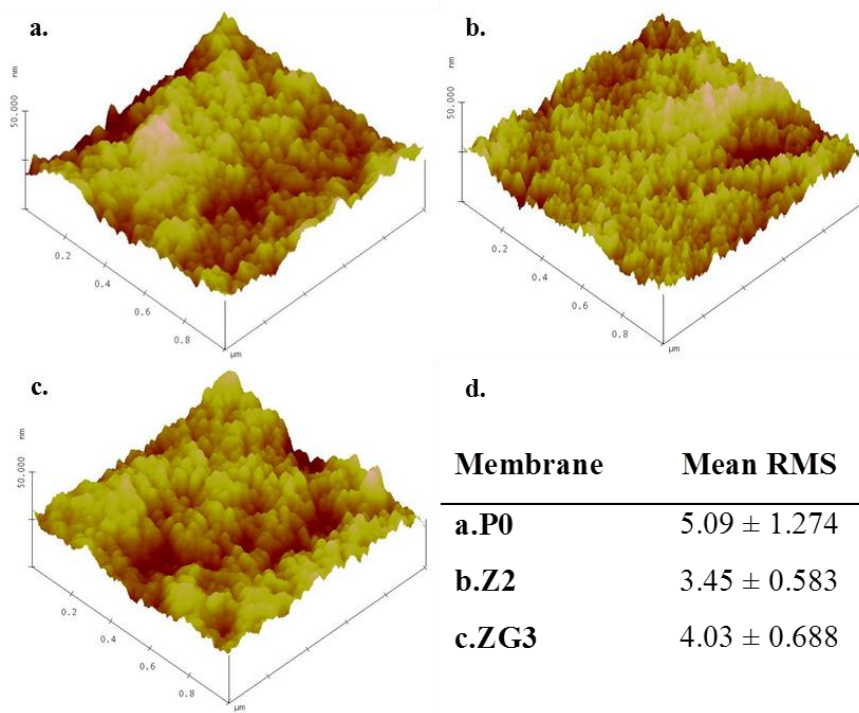 a.
nm
50.000
0.2
0.4
0.6
0.8
µm
b.
nm
50.000
0.2
0.4
0.6
0.8
µm
c.
nm
50.000
0.2
0.4
0.6
0.8
µm
d.
Membrane Mean RMS
a.P0 5.09 ± 1.274
b.Z2 3.45 ± 0.583
c.ZG3 4.03 ± 0.688